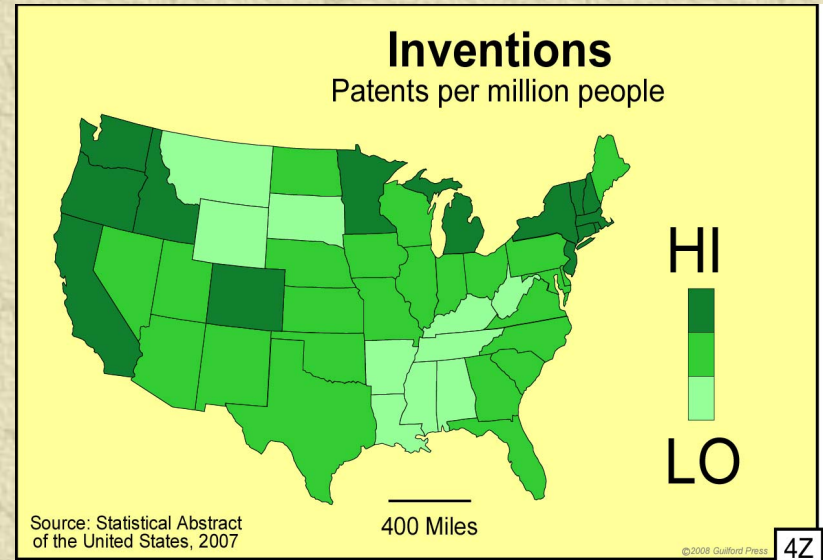 Inventions
Patents per million people
HI
LO
Source: Statistical Abstract
of the United States, 2007
400 Miles
©2008 Guilford Press
4Z